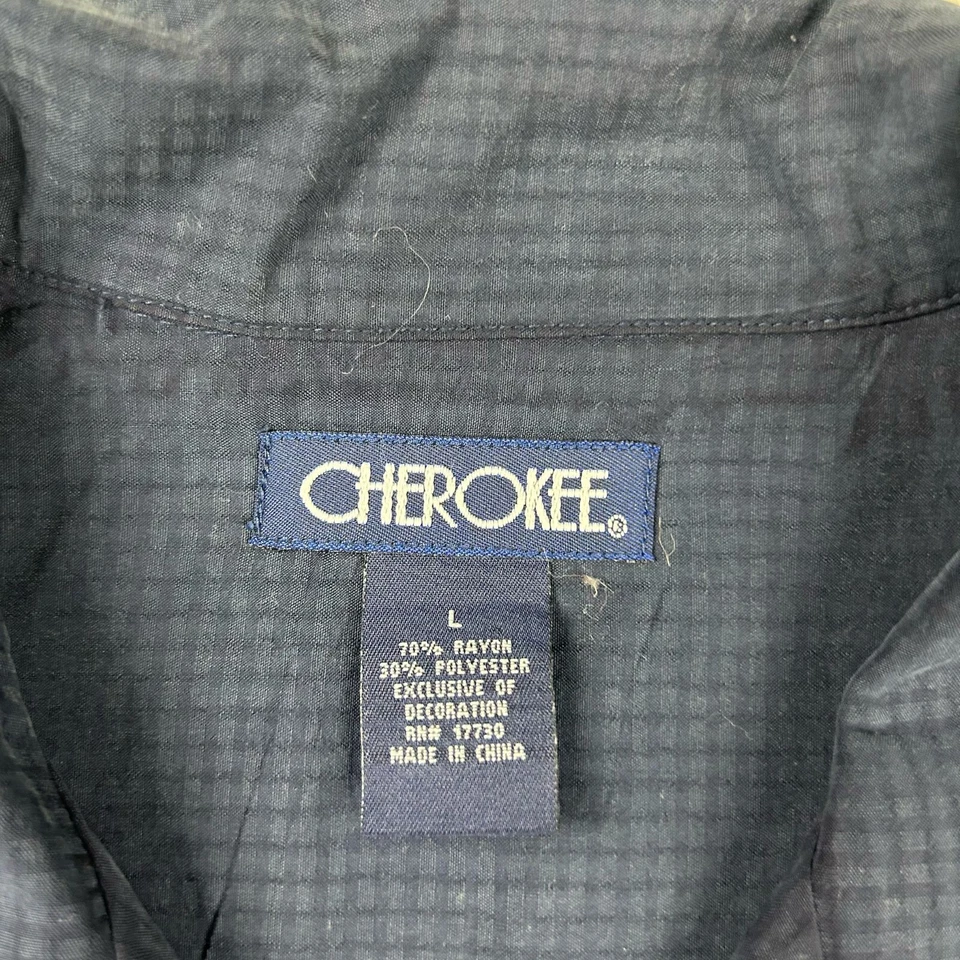 CHEROKEE®
L
70% RAYON
30% POLYESTER
EXCLUSIVE OF
DECORATION
RN# 17730
MADE IN CHINA